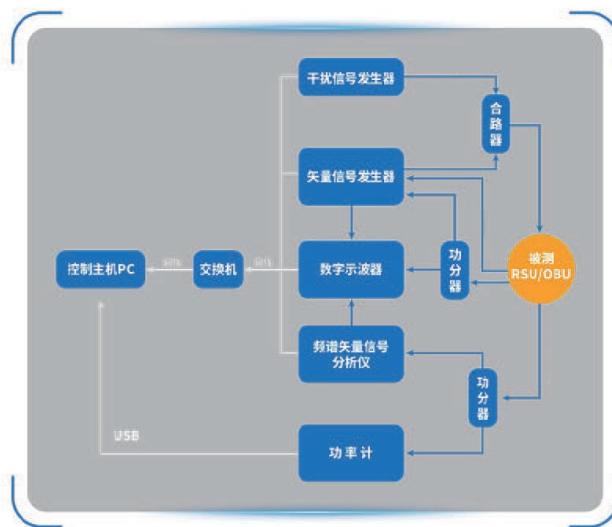 干扰信号发生器
合
路
器
矢量信号发生器
控制主机PC
交换机
数字示波器
功
分
器
被测
RSU/OBU
频谱矢量信号
分析仪
功
分
器
USB
功率计